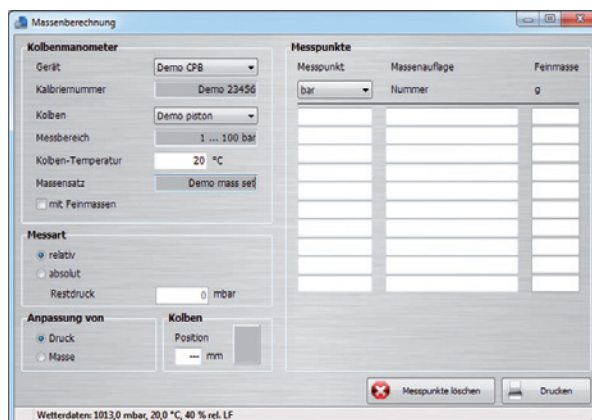 Massenberechnung
Kolbenmanometer
Gerät Demo CPB
Kalbriernummer Demo 23456
Kolben Demo piston
Messbereich 1 ... 100 bar
Kolben-Temperatur 20 °C
Massensatz Demo mass set
mit Feinmassen
Messart
relativ
absolut
Restdruck 0 mbar
Anpassung von
Druck
Masse
Kolben
Position
--- mm
Messpunkte
Messpunkt Massenauflage Feinmasse
bar Nummer g
Messpunkte löschen Drucken
Wetterdaten: 1013,0 mbar, 20,0 °C, 40 % rel. LF